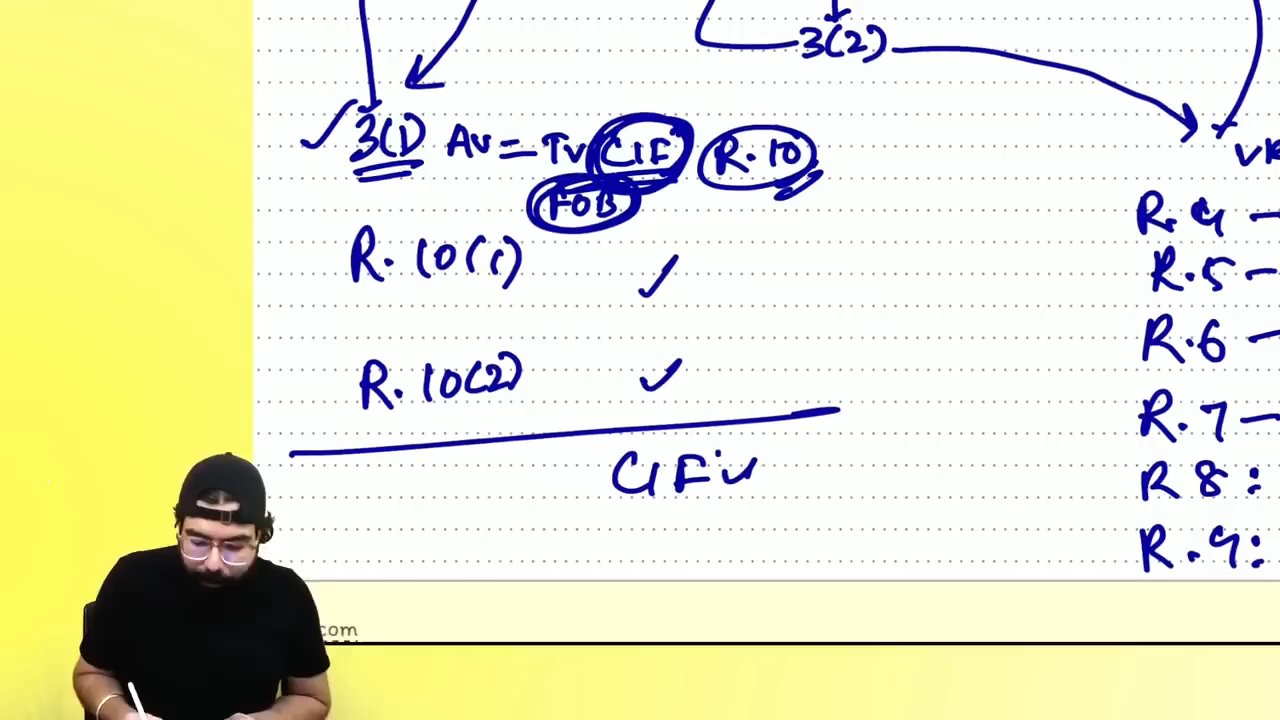 3(2)
3(1) AV = TV CIF R.10
FOB
R. 10(1)
R. 10(2)
CIF
R. 4 -
R. 5 -
R. 6 -
R. 7 -
R 8 :
R. 9 :
com